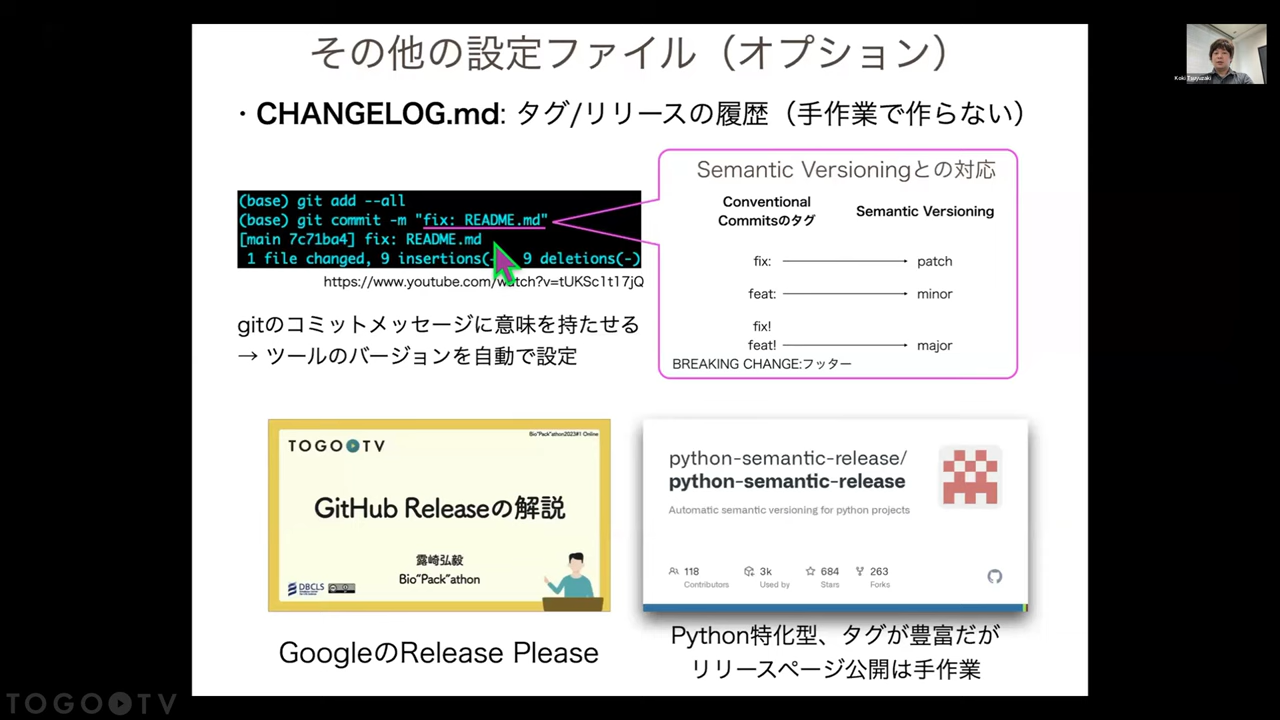 その他の設定ファイル（オプション）
・CHANGELOG.md: タグ/リリースの履歴（手作業で作らない）
(base) git add --all
(base) git commit -m "fix: README.md"
[main 7c71ba4] fix: README.md
1 file changed, 9 insertions(- 9 deletions(-)
https://www.youtube.com/watch?v=tUKSc1t17jQ
gitのコミットメッセージに意味を持たせる
→ ツールのバージョンを自動で設定
Semantic Versioningとの対応
Conventional
Commitsのタグ
Semantic Versioning
fix:
patch
feat:
minor
fix!
feat!
major
BREAKING CHANGE:フッター
TOGOTV
Bio"Pack"athon2023#1 Online
GitHub Releaseの解説
露崎弘毅
Bio"Pack"athon
DBCLS
GoogleのRelease Please
python-semantic-release/
python-semantic-release
Automatic semantic versioning for python projects
118
Contributors
3k
Used by
684
Stars
263
Forks
Python特化型、タグが豊富だが
リリースページ公開は手作業
Koki Tsuyuzaki
TOGOTV